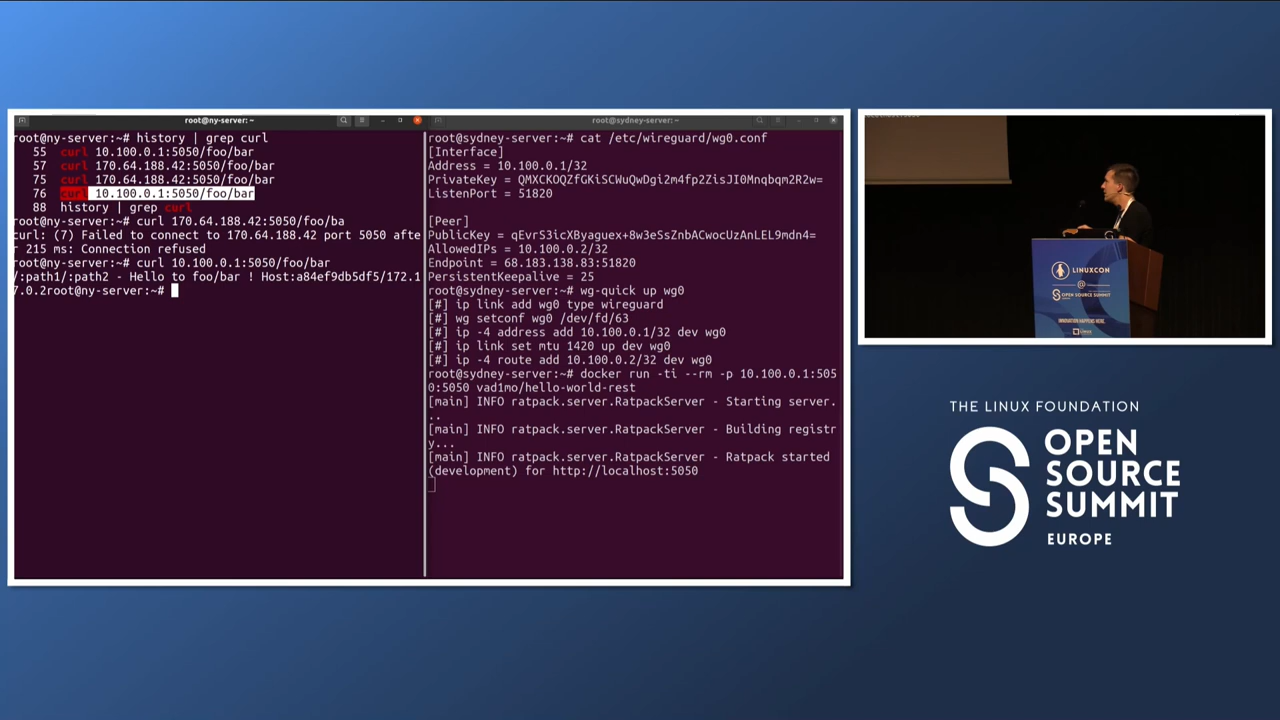 root@ny-server: ~
root@ny-server:~# history | grep curl
55 curl 10.100.0.1:5050/foo/bar
57 curl 170.64.188.42:5050/foo/bar
75 curl 170.64.188.42:5050/foo/bar
76 curl 10.100.0.1:5050/foo/bar
88 history | grep curl
root@ny-server:~# curl 170.64.188.42:5050/foo/ba
curl: (7) Failed to connect to 170.64.188.42 port 5050 afte
r 215 ms: Connection refused
root@ny-server:~# curl 10.100.0.1:5050/foo/bar
/:path1/:path2 - Hello to foo/bar ! Host:a84ef9db5df5/172.1
7.0.2root@ny-server:~#
root@sydney-server: ~
root@sydney-server:~# cat /etc/wireguard/wg0.conf
[Interface]
Address = 10.100.0.1/32
PrivateKey = QMXCKOQZfGKiSCWuQwDgi2m4fp2ZisJI0Mnqbqm2R2w=
ListenPort = 51820
[Peer]
PublicKey = qEvrS3icXByaguex+8w3eSsZnbACwocUzAnLEL9mdn4=
AllowedIPs = 10.100.0.2/32
Endpoint = 68.183.138.83:51820
PersistentKeepalive = 25
root@sydney-server:~# wg-quick up wg0
[#] ip link add wg0 type wireguard
[#] wg setconf wg0 /dev/fd/63
[#] ip -4 address add 10.100.0.1/32 dev wg0
[#] ip link set mtu 1420 up dev wg0
[#] ip -4 route add 10.100.0.2/32 dev wg0
root@sydney-server:~# docker run -ti --rm -p 10.100.0.1:505
0:5050 vad1mo/hello-world-rest
[main] INFO ratpack.server.RatpackServer - Starting server.
..
[main] INFO ratpack.server.RatpackServer - Building registr
y...
[main] INFO ratpack.server.RatpackServer - Ratpack started
(development) for http://localhost:5050
LINUXCON
@
OPEN SOURCE SUMMIT
INNOVATION HAPPENS HERE.
THE LINUX FOUNDATION
OPEN
SOURCE
SUMMIT
EUROPE